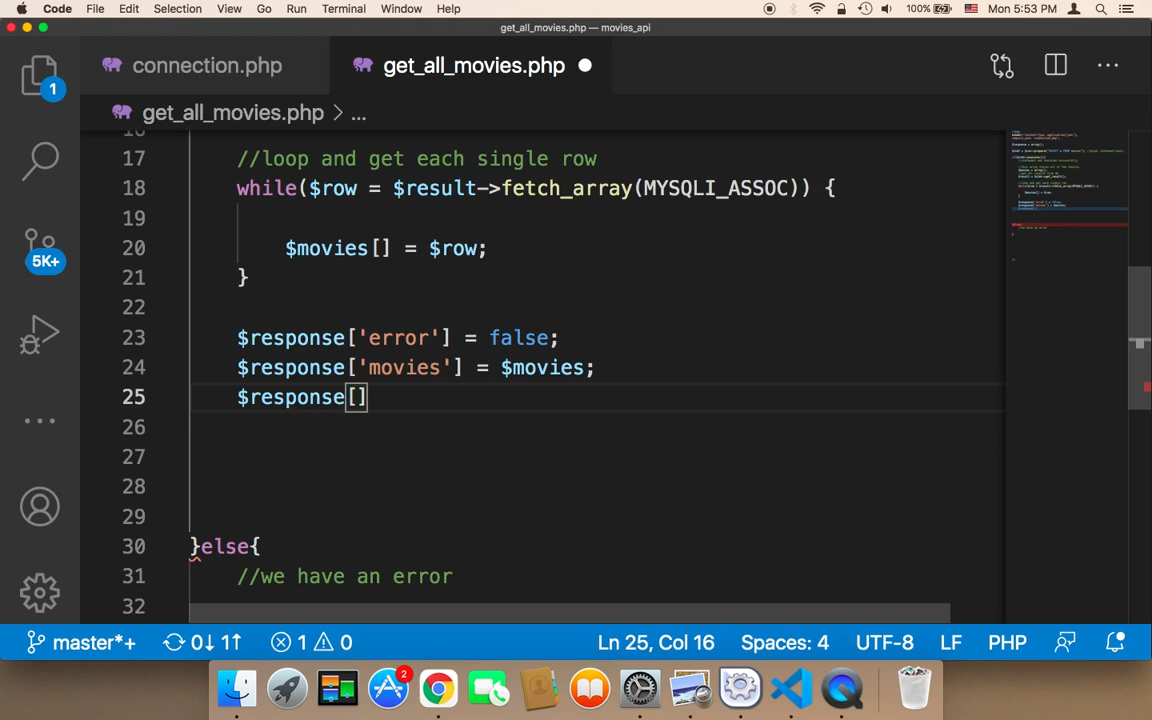 Code File Edit Selection View Go Run Terminal Window Help 100% Mon 5:53 PM
get_all_movies.php — movies_api
connection.php get_all_movies.php
get_all_movies.php > ...
1
5K+
17 //loop and get each single row
18 while($row = $result->fetch_array(MYSQLI_ASSOC)) {
19
20 $movies[] = $row;
21 }
22
23 $response['error'] = false;
24 $response['movies'] = $movies;
25 $response[]
26
27
28
29
30 }else{
31 //we have an error
32
master*+ 0↓ 1↑ 1 0 Ln 25, Col 16 Spaces: 4 UTF-8 LF PHP
2